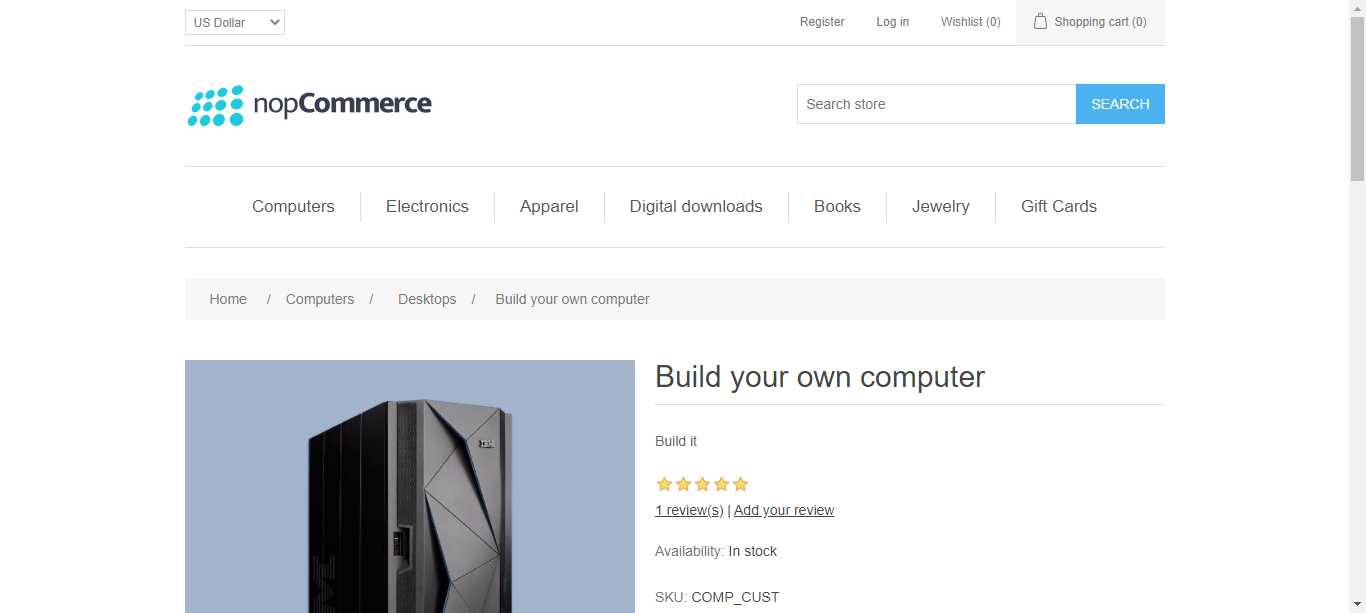 US Dollar
Register Log in Wishlist (0) Shopping cart (0)
nopCommerce
Search store SEARCH
Computers Electronics Apparel Digital downloads Books Jewelry Gift Cards
Home / Computers / Desktops / Build your own computer
Build your own computer
IBM
Build it
1 review(s) | Add your review
Availability: In stock
SKU: COMP_CUST